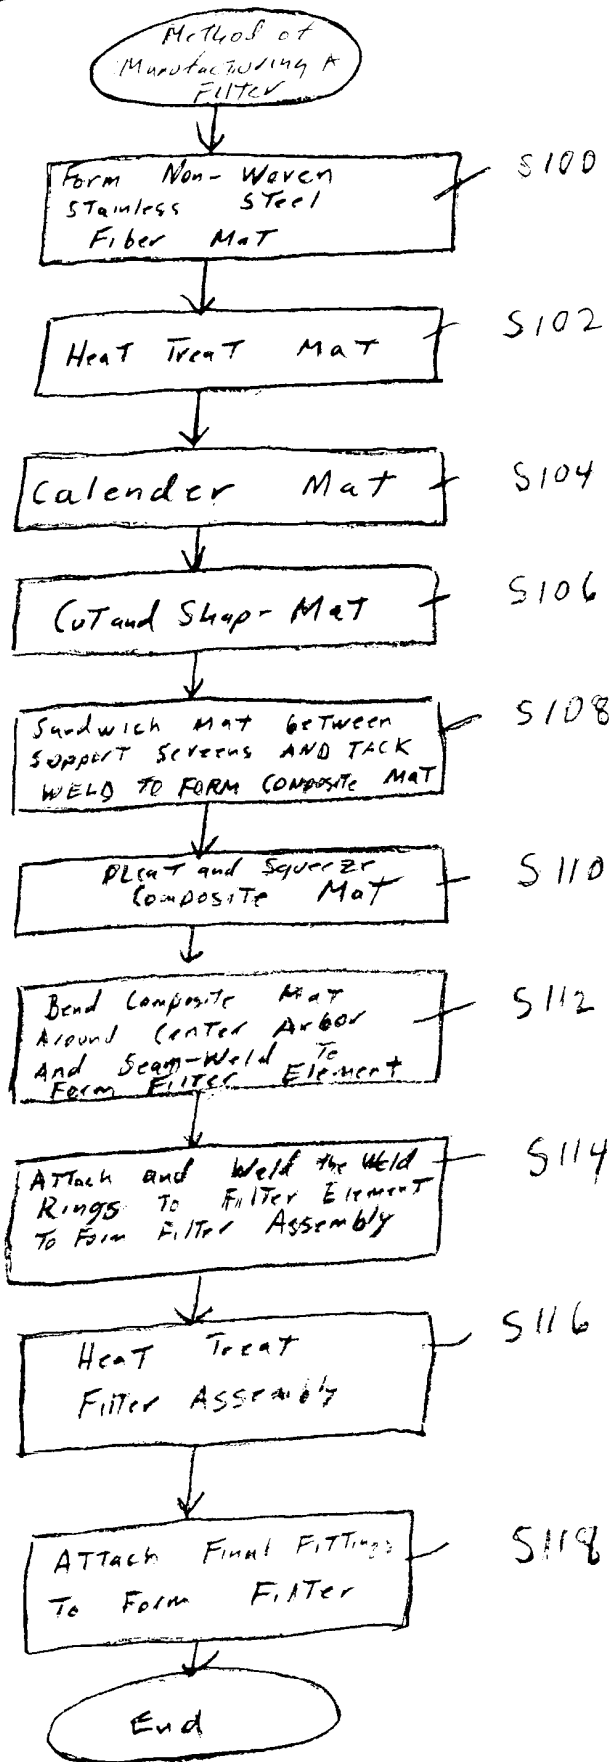 Method of
Manufacturing A
Filter
Form Non-Woven
Stainless Steel
Fiber Mat
S100
Heat Treat Mat
S102
Calender Mat
S104
Cut and Shape Mat
S106
Sandwich Mat between
Support Screens AND TACK
WELD TO FORM COMPOSITE MAT
S108
Pleat and Squeeze
Composite Mat
S110
Bend Composite Mat
Around Center Arbor
And Seam-Weld To
Form Filter Element
S112
Attach and Weld the Weld
Rings To Filter Element
To Form Filter Assembly
S114
Heat Treat
Filter Assembly
S116
Attach Final Fittings
To Form Filter
S118
End